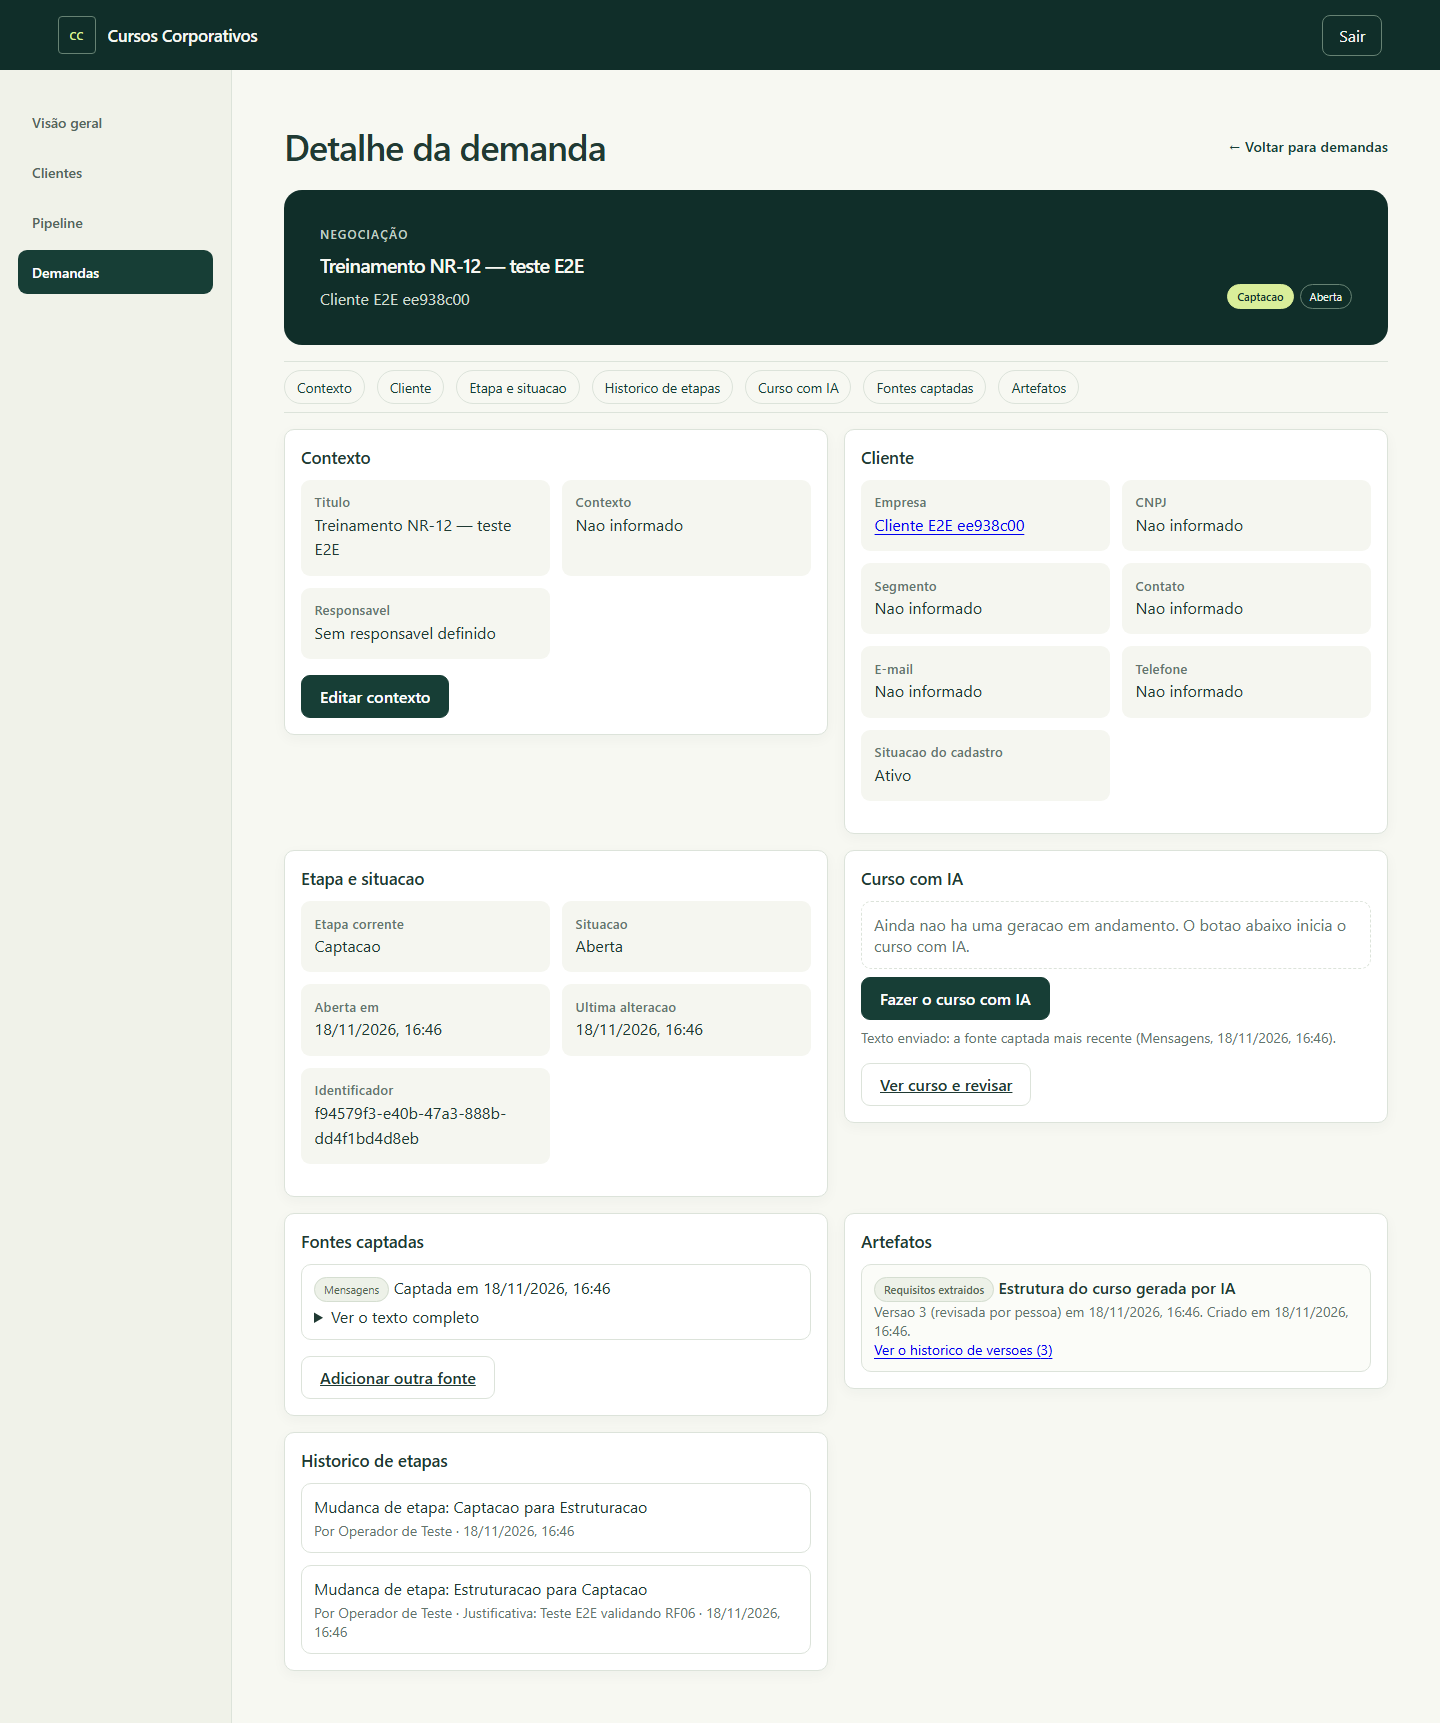 CC
Cursos Corporativos
Sair
Visão geral
Clientes
Pipeline
Demandas
Detalhe da demanda
← Voltar para demandas
NEGOCIAÇÃO
Treinamento NR-12 — teste E2E
Cliente E2E ee938c00
Captacao
Aberta
Contexto
Cliente
Etapa e situacao
Historico de etapas
Curso com IA
Fontes captadas
Artefatos
Contexto
Titulo
Treinamento NR-12 — teste
E2E
Contexto
Nao informado
Responsavel
Sem responsavel definido
Editar contexto
Cliente
Empresa
Cliente E2E ee938c00
CNPJ
Nao informado
Segmento
Nao informado
Contato
Nao informado
E-mail
Nao informado
Telefone
Nao informado
Situacao do cadastro
Ativo
Etapa e situacao
Etapa corrente
Captacao
Situacao
Aberta
Aberta em
18/11/2026, 16:46
Ultima alteracao
18/11/2026, 16:46
Identificador
f94579f3-e40b-47a3-888b-
dd4f1bd4d8eb
Curso com IA
Ainda nao ha uma geracao em andamento. O botao abaixo inicia o
curso com IA.
Fazer o curso com IA
Texto enviado: a fonte captada mais recente (Mensagens, 18/11/2026, 16:46).
Ver curso e revisar
Fontes captadas
Mensagens Captada em 18/11/2026, 16:46
▶ Ver o texto completo
Adicionar outra fonte
Artefatos
Requisitos extraidos Estrutura do curso gerada por IA
Versao 3 (revisada por pessoa) em 18/11/2026, 16:46. Criado em 18/11/2026,
16:46.
Ver o historico de versoes (3)
Historico de etapas
Mudanca de etapa: Captacao para Estruturacao
Por Operador de Teste · 18/11/2026, 16:46
Mudanca de etapa: Estruturacao para Captacao
Por Operador de Teste · Justificativa: Teste E2E validando RF06 · 18/11/2026,
16:46